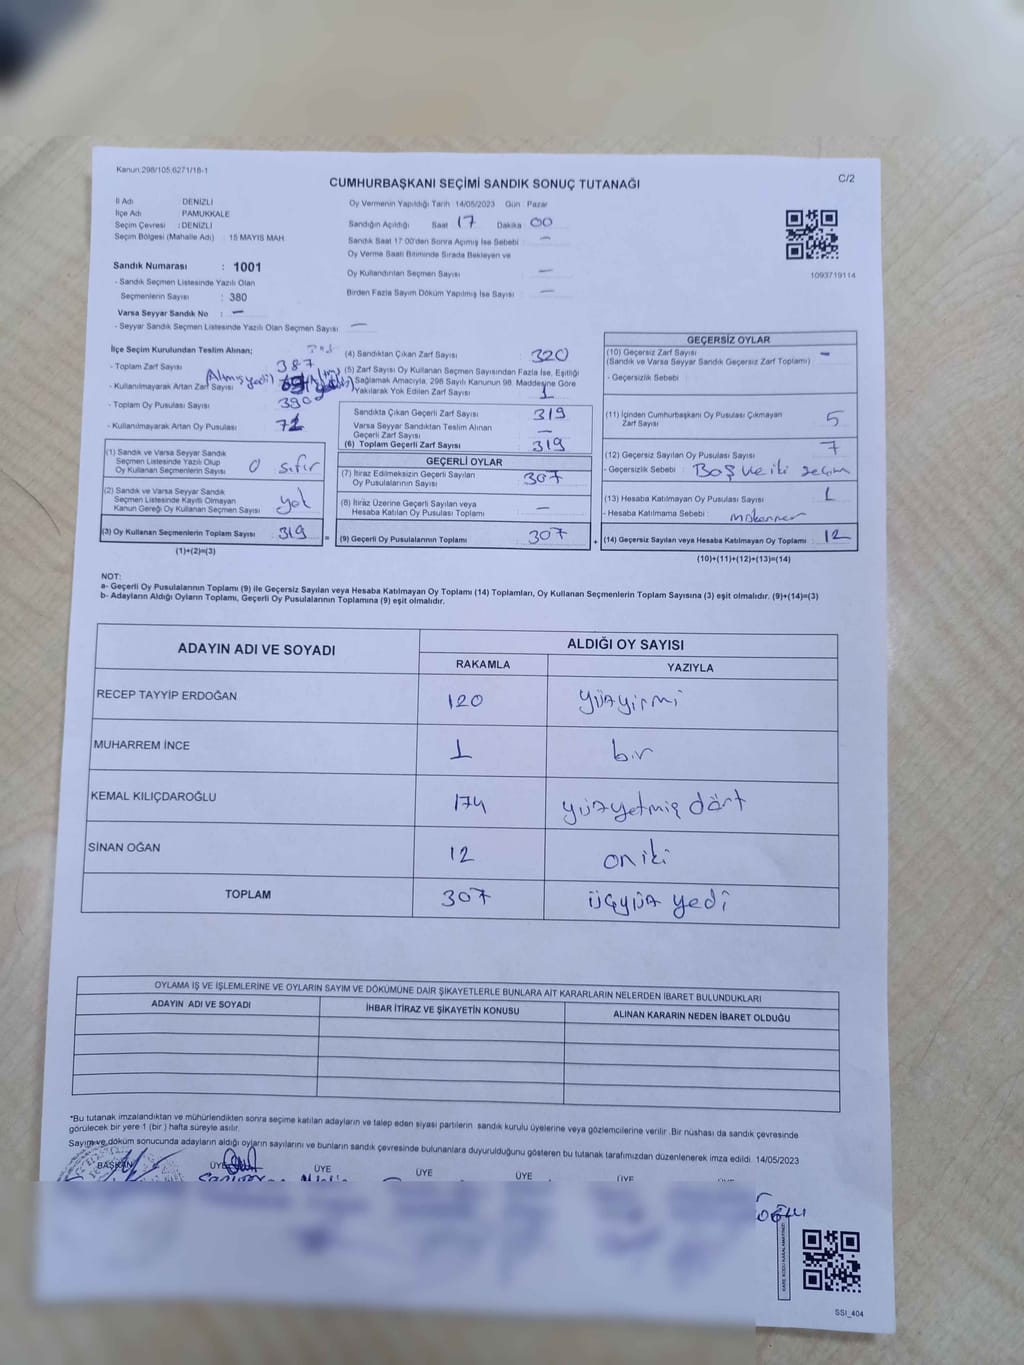 Kanun 298/105,6271/18-1
C/2
CUMHURBAŞKANI SEÇİMİ SANDIK SONUÇ TUTANAĞI
İl Adı DENİZLİ
İlçe Adı PAMUKKALE
Seçim Çevresi : DENİZLİ
Seçim Bölgesi (Mahalle Adı) : 15 MAYIS MAH.
Sandık Numarası : 1001
- Sandık Seçmen Listesinde Yazılı Olan
Seçmenlerin Sayısı : 380
Varsa Seyyar Sandık No : —
- Seyyar Sandık Seçmen Listesinde Yazılı Olan Seçmen Sayısı —
Oy Vermenin Yapıldığı Tarih 14/05/2023 Gün : Pazar
Sandığın Açıldığı Saat 17 Dakika 00
Sandık Saat 17:00'den Sonra Açımış İse Sebebi : —
Oy Verme Saati Bitiminde Sırada Bekleyen ve
Oy Kullandırılan Seçmen Sayısı : —
Birden Fazla Sayım Döküm Yapılmış İse Sayısı : —
1093719114
İlçe Seçim Kurulundan Teslim Alınan;
- Toplam Zarf Sayısı 387
- Kullanılmayarak Artan Zarf Sayısı (Altmışyedi)
- Toplam Oy Pusulası Sayısı 390
- Kullanılmayarak Artan Oy Pusulası 71
(1) Sandık ve Varsa Seyyar Sandık
Seçmen Listesinde Yazılı Olup
Oy Kullanan Seçmenlerin Sayısı 0 sıfır
(2) Sandık ve Varsa Seyyar Sandık
Seçmen Listesinde Kayıtlı Olmayan
Kanun Gereği Oy Kullanan Seçmen Sayısı yok
(3) Oy Kullanan Seçmenlerin Toplam Sayısı : 319 =
(1)+(2)=(3)
(4) Sandıktan Çıkan Zarf Sayısı : 320
(5) Zarf Sayısı Oy Kullanan Seçmen Sayısından Fazla İse, Eşitliği
Sağlamak Amacıyla, 298 Sayılı Kanunun 98. Maddesine Göre
Yakılarak Yok Edilen Zarf Sayısı : 1
Sandıkta Çıkan Geçerli Zarf Sayısı : 319
Varsa Seyyar Sandıktan Teslim Alınan
Geçerli Zarf Sayısı : —
(6) Toplam Geçerli Zarf Sayısı : 319
GEÇERLİ OYLAR
(7) İtiraz Edilmeksizin Geçerli Sayılan
Oy Pusulalarının Sayısı : 307
(8) İtiraz Üzerine Geçerli Sayılan veya
Hesaba Katılan Oy Pusulası Toplamı : —
(9) Geçerli Oy Pusulalarının Toplamı : 307 +
GEÇERSİZ OYLAR
(10) Geçersiz Zarf Sayısı
(Sandık ve Varsa Seyyar Sandık Geçersiz Zarf Toplamı) : —
- Geçersizlik Sebebi :
(11) İçinden Cumhurbaşkanı Oy Pusulası Çıkmayan
Zarf Sayısı : 5
(12) Geçersiz Sayılan Oy Pusulası Sayısı : 7
- Geçersizlik Sebebi : Boş ve iki seçim
(13) Hesaba Katılmayan Oy Pusulası Sayısı : 1
- Hesaba Katılmama Sebebi :
(14) Geçersiz Sayılan veya Hesaba Katılmayan Oy Toplamı : 12
(10)+(11)+(12)+(13)=(14)
NOT:
a- Geçerli Oy Pusulalarının Toplamı (9) ile Geçersiz Sayılan veya Hesaba Katılmayan Oy Toplamı (14) Toplamları, Oy Kullanan Seçmenlerin Toplam Sayısına (3) eşit olmalıdır. (9)+(14)=(3)
b- Adayların Aldığı Oyların Toplamı, Geçerli Oy Pusulalarının Toplamına (9) eşit olmalıdır.
ADAYIN ADI VE SOYADI ALDIĞI OY SAYISI
RAKAMLA YAZIYLA
RECEP TAYYİP ERDOĞAN 120 yüzyirmi
MUHARREM İNCE 1 bir
KEMAL KILIÇDAROĞLU 174 yüzyetmiş dört
SİNAN OĞAN 12 oniki
TOPLAM 307 üçyüz yedi
OYLAMA İŞ VE İŞLEMLERİNE VE OYLARIN SAYIM VE DÖKÜMÜNE DAİR ŞİKAYETLERLE BUNLARA AİT KARARLARIN NELERDEN İBARET BULUNDUKLARI
ADAYIN ADI VE SOYADI İHBAR İTİRAZ VE ŞİKAYETİN KONUSU ALINAN KARARIN NEDEN İBARET OLDUĞU
*Bu tutanak imzalandıktan ve mühürlendikten sonra seçime katılan adayların ve talep eden siyasi partilerin sandık kurulu üyelerine veya gözlemcilerine verilir .Bir nüshası da sandık çevresinde
görülecek bir yere 1 (bir ) hafta süreyle asılır.
Sayım ve döküm sonucunda adayların aldığı oyların sayılarını ve bunların sandık çevresinde bulunanlara duyurulduğunu gösteren bu tutanak tarafımızdan düzenlenerek imza edildi. 14/05/2023
BAŞKAN ÜYE ÜYE ÜYE ÜYE ÜYE
SSI_404